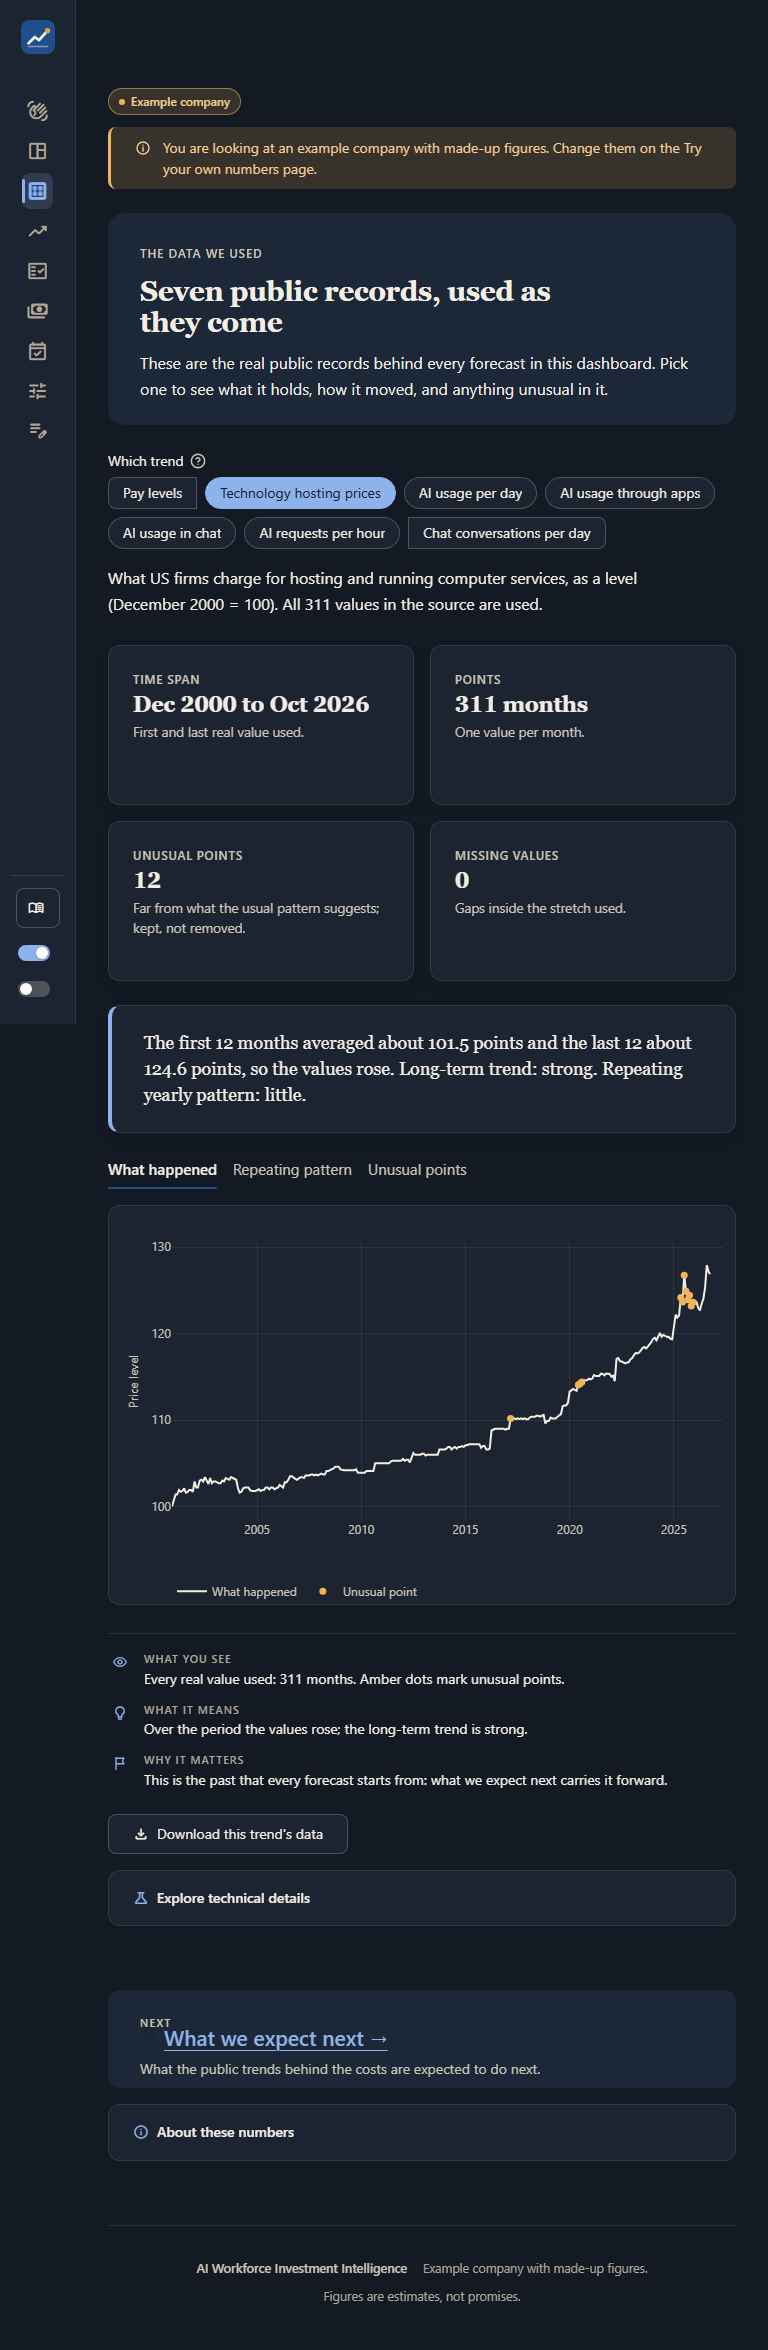 Example company
You are looking at an example company with made-up figures. Change them on the Try
your own numbers page.
THE DATA WE USED
Seven public records, used as
they come
These are the real public records behind every forecast in this dashboard. Pick
one to see what it holds, how it moved, and anything unusual in it.
Which trend
Pay levels
Technology hosting prices
AI usage per day
AI usage through apps
AI usage in chat
AI requests per hour
Chat conversations per day
What US firms charge for hosting and running computer services, as a level
(December 2000 = 100). All 311 values in the source are used.
TIME SPAN
Dec 2000 to Oct 2026
First and last real value used.
POINTS
311 months
One value per month.
UNUSUAL POINTS
12
Far from what the usual pattern suggests;
kept, not removed.
MISSING VALUES
0
Gaps inside the stretch used.
The first 12 months averaged about 101.5 points and the last 12 about
124.6 points, so the values rose. Long-term trend: strong. Repeating
yearly pattern: little.
What happened
Repeating pattern
Unusual points
130
120
110
100
Price level
2005
2010
2015
2020
2025
What happened
Unusual point
WHAT YOU SEE
Every real value used: 311 months. Amber dots mark unusual points.
WHAT IT MEANS
Over the period the values rose; the long-term trend is strong.
WHY IT MATTERS
This is the past that every forecast starts from: what we expect next carries it forward.
Download this trend's data
Explore technical details
NEXT
What we expect next →
What the public trends behind the costs are expected to do next.
About these numbers
AI Workforce Investment Intelligence
Example company with made-up figures.
Figures are estimates, not promises.